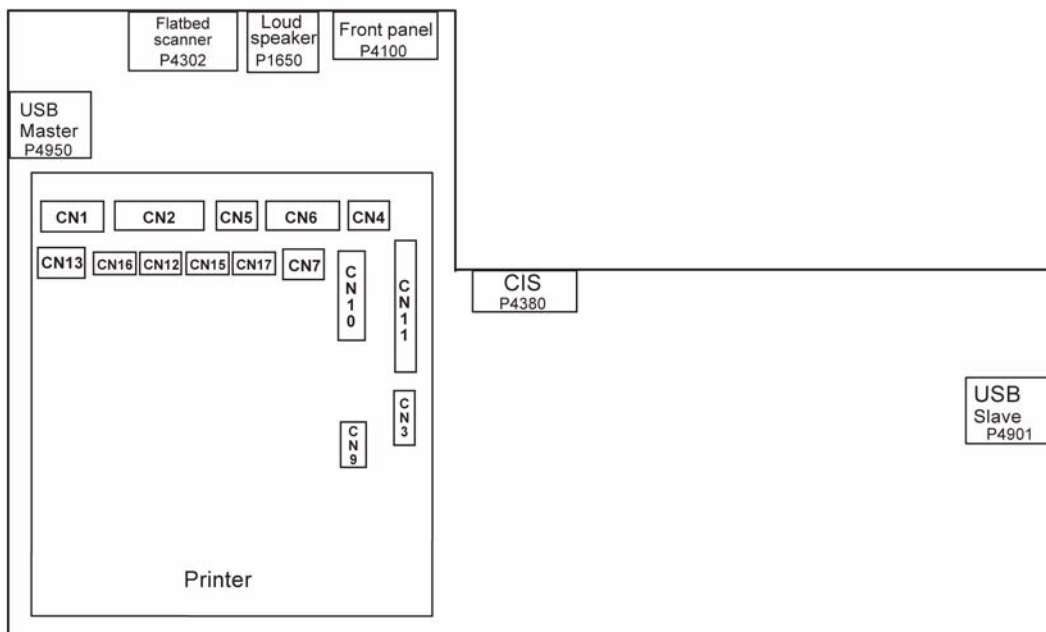 Flatbed
scanner
P4302
Loud
speaker
P1650
Front panel
P4100
USB
Master
P4950
CN1
CN2
CN5
CN6
CN4
CN13
CN16
CN12
CN15
CN17
CN7
CN10
CN11
CN3
CN9
Printer
CIS
P4380
USB
Slave
P4901